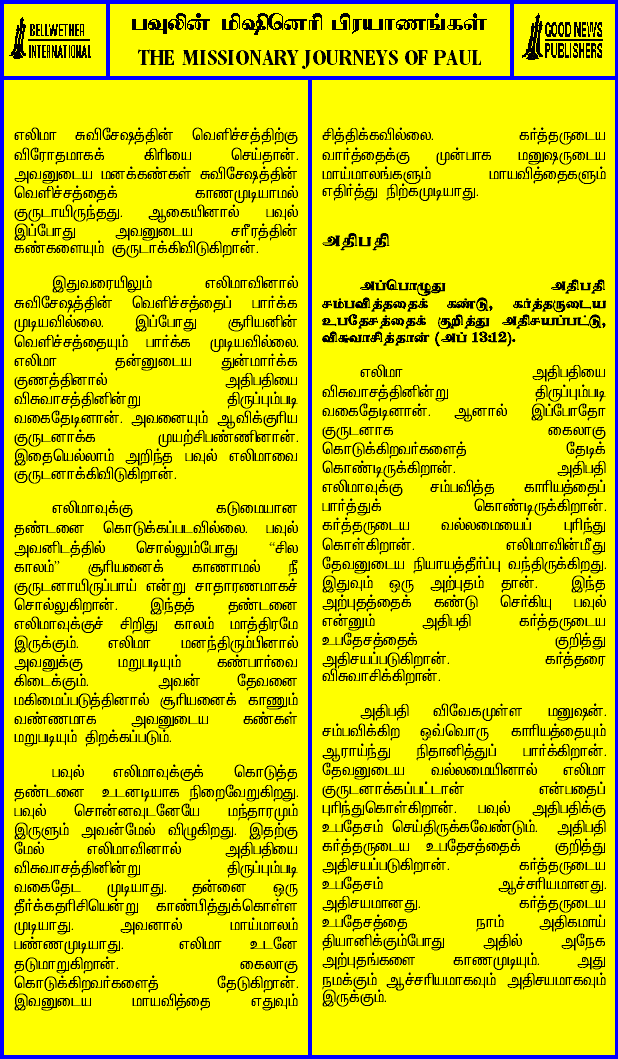 BELLWETHER
INTERNATIONAL
பவுலின் மிஷினெரி பிரயாணங்கள்
THE MISSIONARY JOURNEYS OF PAUL
GOOD NEWS
PUBLISHERS
எலிமா சுவிசேஷத்தின் வெளிச்சத்திற்கு
விரோதமாகக் கிரியை செய்தான்.
அவனுடைய மனக்கண்கள் சுவிசேஷத்தின்
வெளிச்சத்தைக் காணமுடியாமல்
குருடாயிருந்தது. ஆகையினால் பவுல்
இப்போது அவனுடைய சரீரத்தின்
கண்களையும் குருடாக்கிவிடுகிறான்.
இதுவரையிலும் எலிமாவினால்
சுவிசேஷத்தின் வெளிச்சத்தைப் பார்க்க
முடியவில்லை. இப்போது சூரியனின்
வெளிச்சத்தையும் பார்க்க முடியவில்லை.
எலிமா தன்னுடைய துன்மார்க்க
குணத்தினால் அதிபதியை
விசுவாசத்தினின்று திருப்பும்படி
வகைதேடினான். அவனையும் ஆவிக்குரிய
குருடனாக்க முயற்சிபண்ணினான்.
இதையெல்லாம் அறிந்த பவுல் எலிமாவை
குருடனாக்கிவிடுகிறான்.
எலிமாவுக்கு கடுமையான
தண்டனை கொடுக்கப்படவில்லை. பவுல்
அவனிடத்தில் சொல்லும்போது “சில
காலம்” சூரியனைக் காணாமல் நீ
குருடனாயிருப்பாய் என்று சாதாரணமாகச்
சொல்லுகிறான். இந்தத் தண்டனை
எலிமாவுக்குச் சிறிது காலம் மாத்திரமே
இருக்கும். எலிமா மனந்திரும்பினால்
அவனுக்கு மறுபடியும் கண்பார்வை
கிடைக்கும். அவன் தேவனை
மகிமைப்படுத்தினால் சூரியனைக் காணும்
வண்ணமாக அவனுடைய கண்கள்
மறுபடியும் திறக்கப்படும்.
பவுல் எலிமாவுக்குக் கொடுத்த
தண்டனை உடனடியாக நிறைவேறுகிறது.
பவுல் சொன்னவுடனேயே மந்தாரமும்
இருளும் அவன்மேல் விழுகிறது. இதற்கு
மேல் எலிமாவினால் அதிபதியை
விசுவாசத்தினின்று திருப்பும்படி
வகைதேட முடியாது. தன்னை ஒரு
தீர்க்கதரிசியென்று காண்பித்துக்கொள்ள
முடியாது. அவனால் மாய்மாலம்
பண்ணமுடியாது. எலிமா உடனே
தடுமாறுகிறான். கைலாகு
கொடுக்கிறவர்களைத் தேடுகிறான்.
இவனுடைய மாயவித்தை எதுவும்
சித்திக்கவில்லை. கர்த்தருடைய
வார்த்தைக்கு முன்பாக மனுஷருடைய
மாய்மாலங்களும் மாயவித்தைகளும்
எதிர்த்து நிற்கமுடியாது.
அதிபதி
அப்பொழுது அதிபதி
சம்பவித்ததைக் கண்டு, கர்த்தருடைய
உபதேசத்தைக் குறித்து அதிசயப்பட்டு,
விசுவாசித்தான் (அப் 13:12).
எலிமா அதிபதியை
விசுவாசத்தினின்று திருப்பும்படி
வகைதேடினான். ஆனால் இப்போதோ
குருடனாக கைலாகு
கொடுக்கிறவர்களைத் தேடிக்
கொண்டிருக்கிறான். அதிபதி
எலிமாவுக்கு சம்பவித்த காரியத்தைப்
பார்த்துக் கொண்டிருக்கிறான்.
கர்த்தருடைய வல்லமையைப் புரிந்து
கொள்கிறான். எலிமாவின்மீது
தேவனுடைய நியாயத்தீர்ப்பு வந்திருக்கிறது.
இதுவும் ஒரு அற்புதம் தான். இந்த
அற்புதத்தைக் கண்டு செர்கியு பவுல்
என்னும் அதிபதி கர்த்தருடைய
உபதேசத்தைக் குறித்து
அதிசயப்படுகிறான். கர்த்தரை
விசுவாசிக்கிறான்.
அதிபதி விவேகமுள்ள மனுஷன்.
சம்பவிக்கிற ஒவ்வொரு காரியத்தையும்
ஆராய்ந்து நிதானித்துப் பார்க்கிறான்.
தேவனுடைய வல்லமையினால் எலிமா
குருடனாக்கப்பட்டான் என்பதைப்
புரிந்துகொள்கிறான். பவுல் அதிபதிக்கு
உபதேசம் செய்திருக்கவேண்டும். அதிபதி
கர்த்தருடைய உபதேசத்தைக் குறித்து
அதிசயப்படுகிறான். கர்த்தருடைய
உபதேசம் ஆச்சரியமானது.
அதிசயமானது. கர்த்தருடைய
உபதேசத்தை நாம் அதிகமாய்
தியானிக்கும்போது அதில் அநேக
அற்புதங்களை காணமுடியும். அது
நமக்கும் ஆச்சரியமாகவும் அதிசயமாகவும்
இருக்கும்.